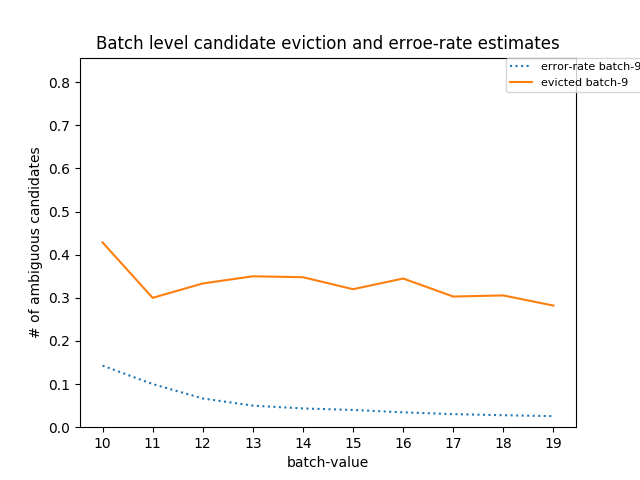 Batch level candidate eviction and erroe-rate estimates
error-rate batch-9
evicted batch-9
# of ambiguous candidates
0.8
0.7
0.6
0.5
0.4
0.3
0.2
0.1
0.0
10 11 12 13 14 15 16 17 18 19
batch-value